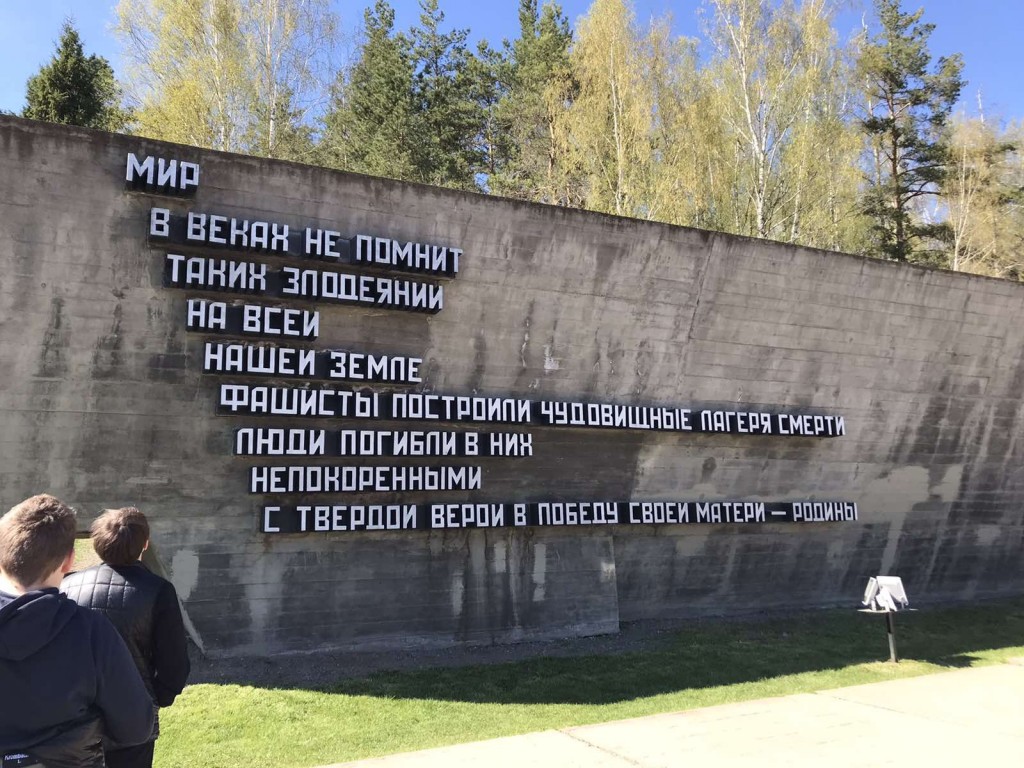 МИР
В ВЕКАХ НЕ ПОМНИТ
ТАКИХ ЗЛОДЕЯНИИ
НА ВСЕИ
НАШЕИ ЗЕМЛЕ
ФАШИСТЫ ПОСТРОИЛИ ЧУДОВИЩНЫЕ ЛАГЕРЯ СМЕРТИ
ЛЮДИ ПОГИБЛИ В НИХ
НЕПОКОРЕННЫМИ
С ТВЕРДОИ ВЕРОИ В ПОБЕДУ СВОЕИ МАТЕРИ – РОДИНЫ